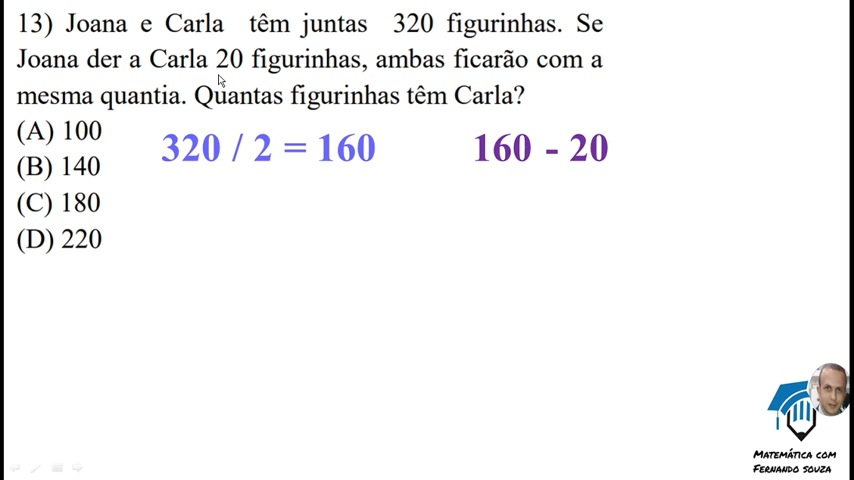 13) Joana e Carla têm juntas 320 figurinhas. Se
Joana der a Carla 20 figurinhas, ambas ficarão com a
mesma quantia. Quantas figurinhas têm Carla?
(A) 100
320 / 2 = 160
160 - 20
(B) 140
(C) 180
(D) 220
Matemática com
Fernando souza